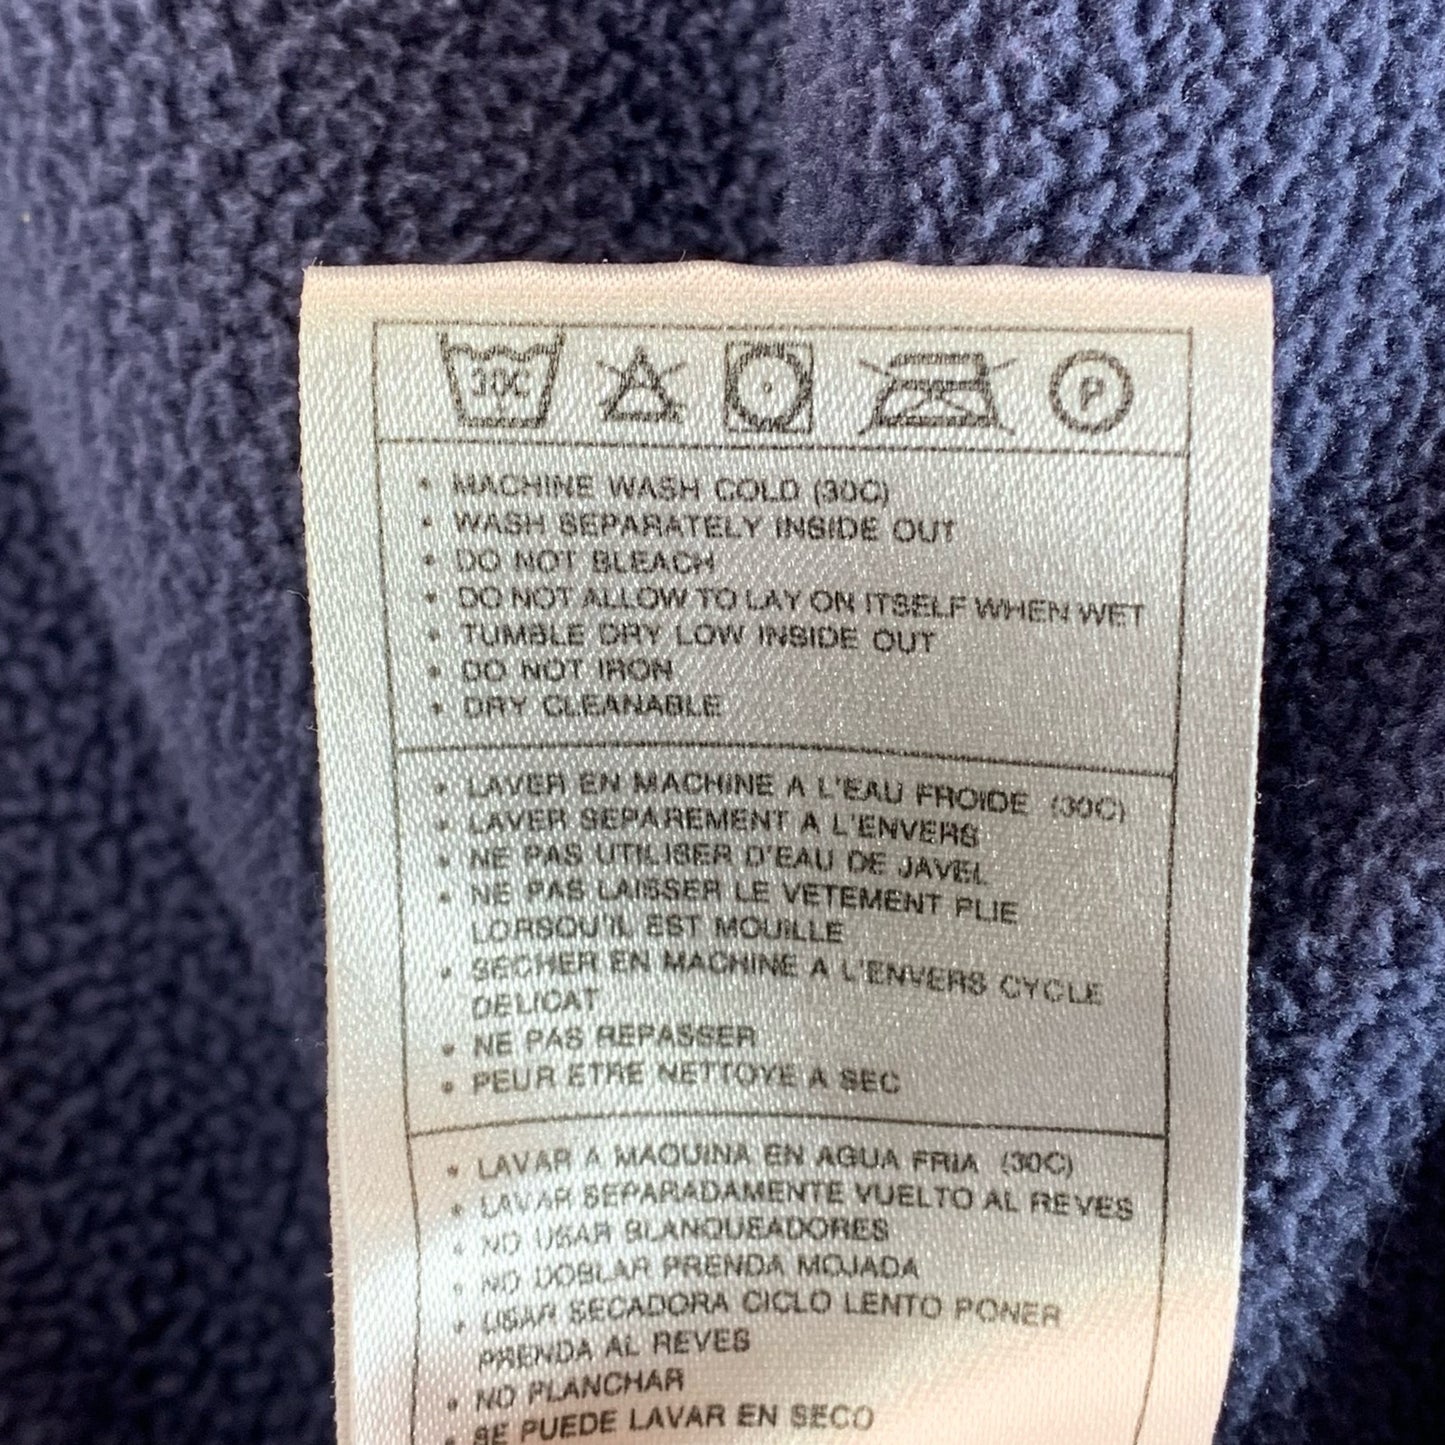 30C
P
• MACHINE WASH COLD (30C)
• WASH SEPARATELY INSIDE OUT
• DO NOT BLEACH
• DO NOT ALLOW TO LAY ON ITSELF WHEN WET
• TUMBLE DRY LOW INSIDE OUT
• DO NOT IRON
• DRY CLEANABLE
• LAVER EN MACHINE A L'EAU FROIDE (30C)
• LAVER SEPAREMENT A L'ENVERS
• NE PAS UTILISER D'EAU DE JAVEL
• NE PAS LAISSER LE VETEMENT PLIE
LORSQU'IL EST MOUILLE
• SECHER EN MACHINE A L'ENVERS CYCLE
DELICAT
• NE PAS REPASSER
• PEUR ETRE NETTOYE A SEC
• LAVAR A MAQUINA EN AGUA FRIA (30C)
• LAVAR SEPARADAMENTE VUELTO AL REVES
• NO USAR BLANQUEADORES
• NO DOBLAR PRENDA MOJADA
• USAR SECADORA CICLO LENTO PONER
PRENDA AL REVES
• NO PLANCHAR
• SE PUEDE LAVAR EN SECO